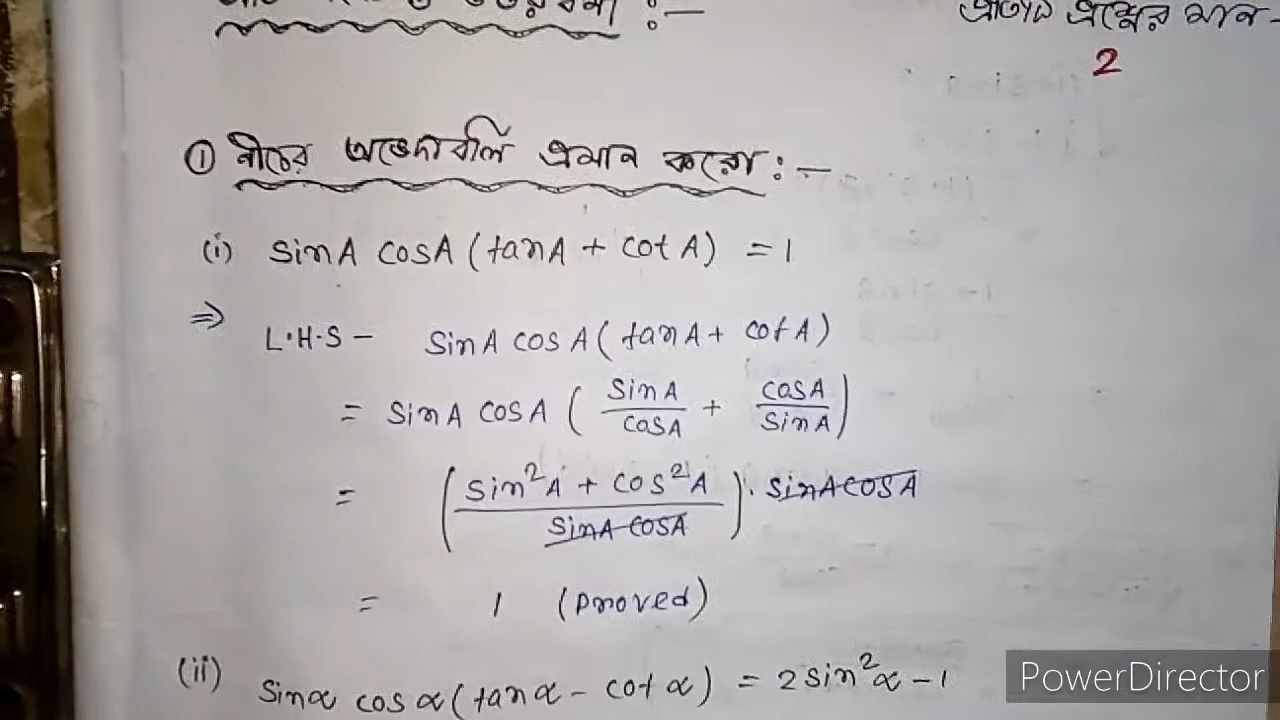 প্রশ্নের মান-
2
① নীচের অভেদাবলি প্রমান করো :—
(i) sinA cosA (tanA + cotA) = 1
⇒ L.H.S — sinA cosA (tanA + cotA)
= sinA cosA (sinA/cosA + cosA/sinA)
= ((sin²A + cos²A)/(sinA cosA)) . sinA cosA
= 1 (proved)
(ii) sinα cosα (tanα - cotα) = 2sin²α - 1
PowerDirector